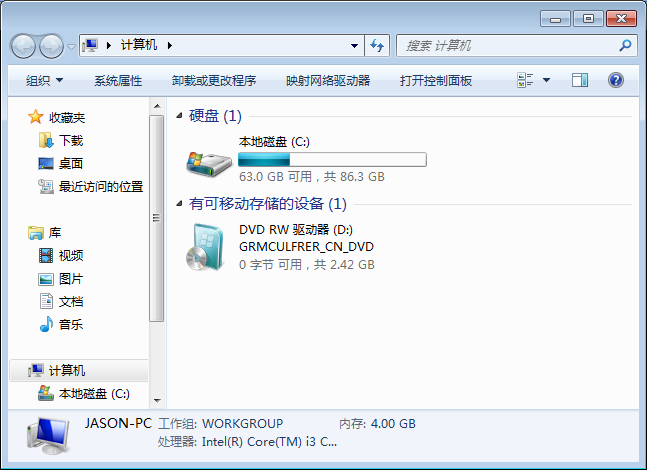 计算机
搜索 计算机
组织 系统属性 卸载或更改程序 映射网络驱动器 打开控制面板
收藏夹
下载
桌面
最近访问的位置
库
视频
图片
文档
音乐
计算机
本地磁盘 (C:)
硬盘 (1)
本地磁盘 (C:)
63.0 GB 可用，共 86.3 GB
有可移动存储的设备 (1)
DVD RW 驱动器 (D:)
GRMCULFRER_CN_DVD
0 字节 可用，共 2.42 GB
JASON-PC 工作组: WORKGROUP 内存: 4.00 GB
处理器: Intel(R) Core(TM) i3 C...